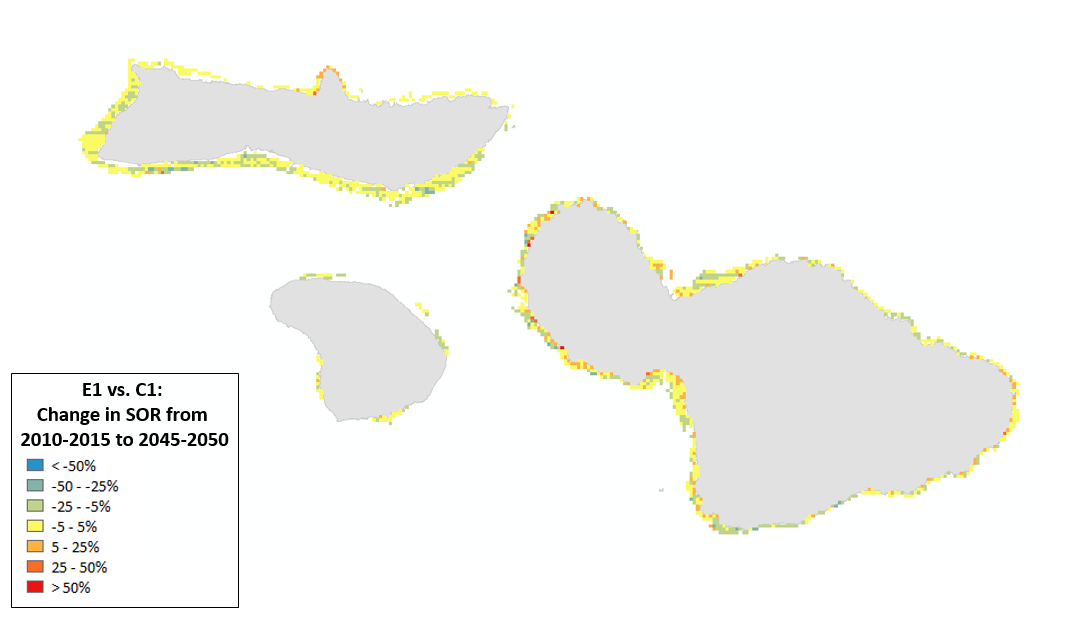 E1 vs. C1:
Change in SOR from
2010-2015 to 2045-2050
< -50%
-50 - -25%
-25 - -5%
-5 - 5%
5 - 25%
25 - 50%
> 50%